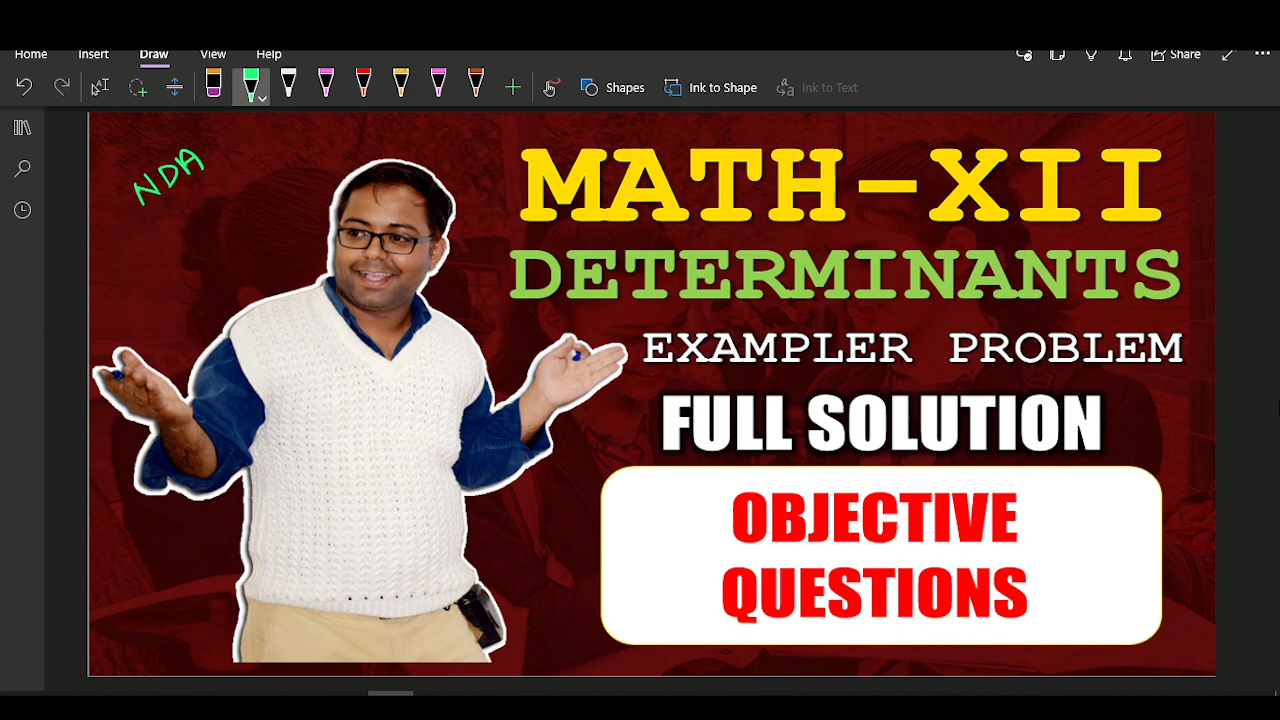 Home Insert Draw View Help Share
Shapes Ink to Shape Ink to Text
NDA
MATH-XII
DETERMINANTS
EXAMPLER PROBLEM
FULL SOLUTION
OBJECTIVE
QUESTIONS